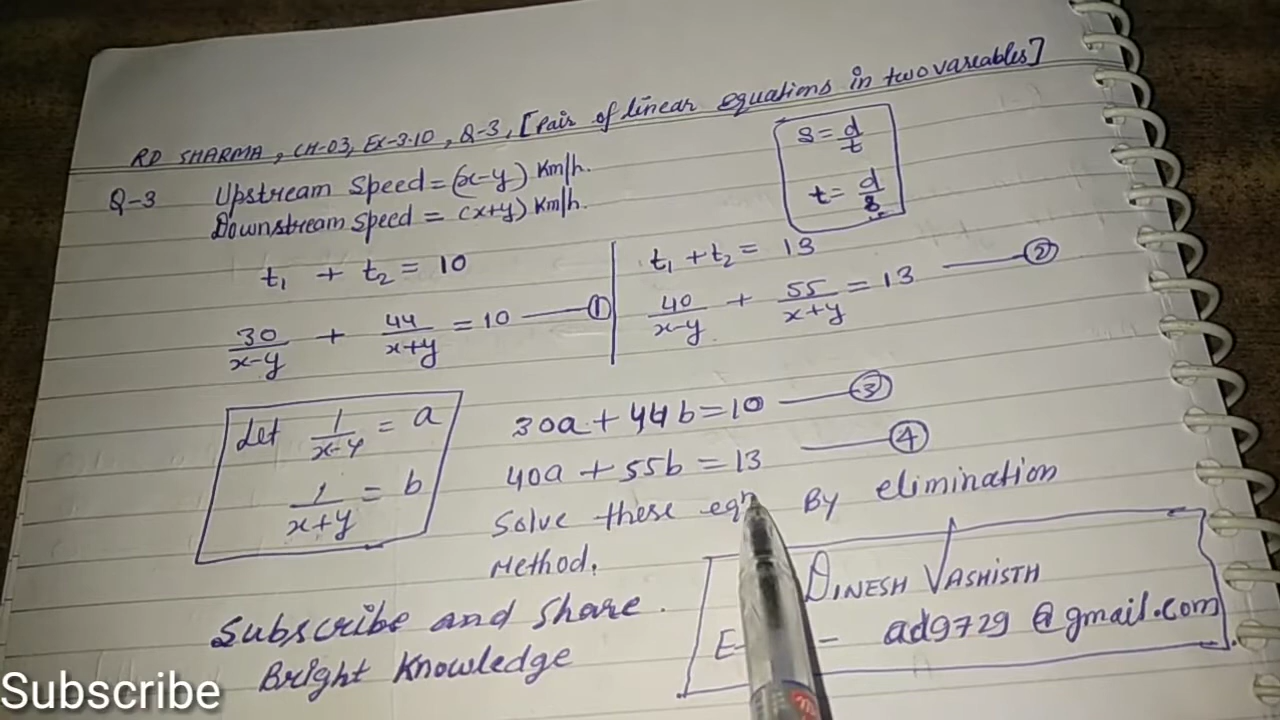 RD SHARMA, CH-03, Ex-3.10, Q-3, [Pair of linear equations in two variables]
Q-3 Upstream Speed = (x-y) Km/h.
Downstream Speed = (x+y) Km/h.
S = d/t
t = d/s
t₁ + t₂ = 10
30/(x-y) + 44/(x+y) = 10 — ①
t₁ + t₂ = 13
40/(x-y) + 55/(x+y) = 13 — ②
Let 1/(x-y) = a
1/(x+y) = b
30a + 44b = 10 — ③
40a + 55b = 13 — ④
Solve these eqn By elimination
Method.
Subscribe and Share.
Bright Knowledge
DINESH VASHISTH
E- - ad9729@gmail.com
Subscribe